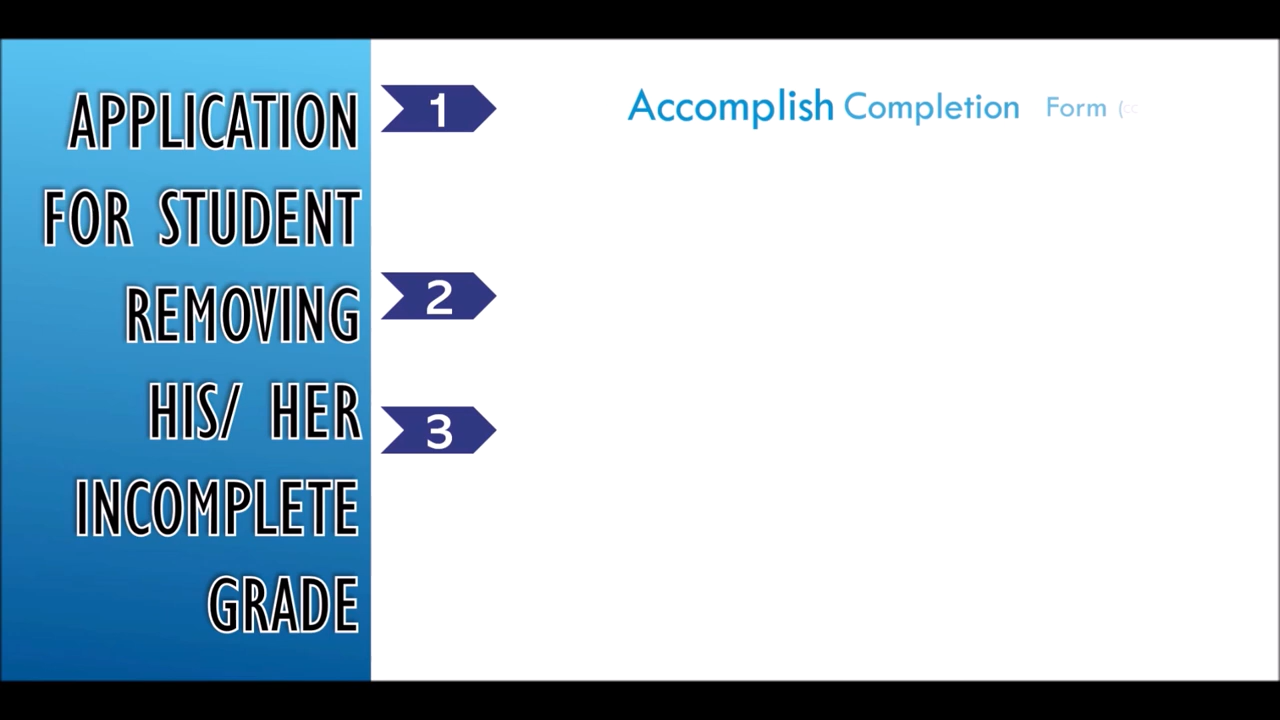 APPLICATION
FOR STUDENT
REMOVING
HIS/ HER
INCOMPLETE
GRADE
1 Accomplish Completion Form
2
3